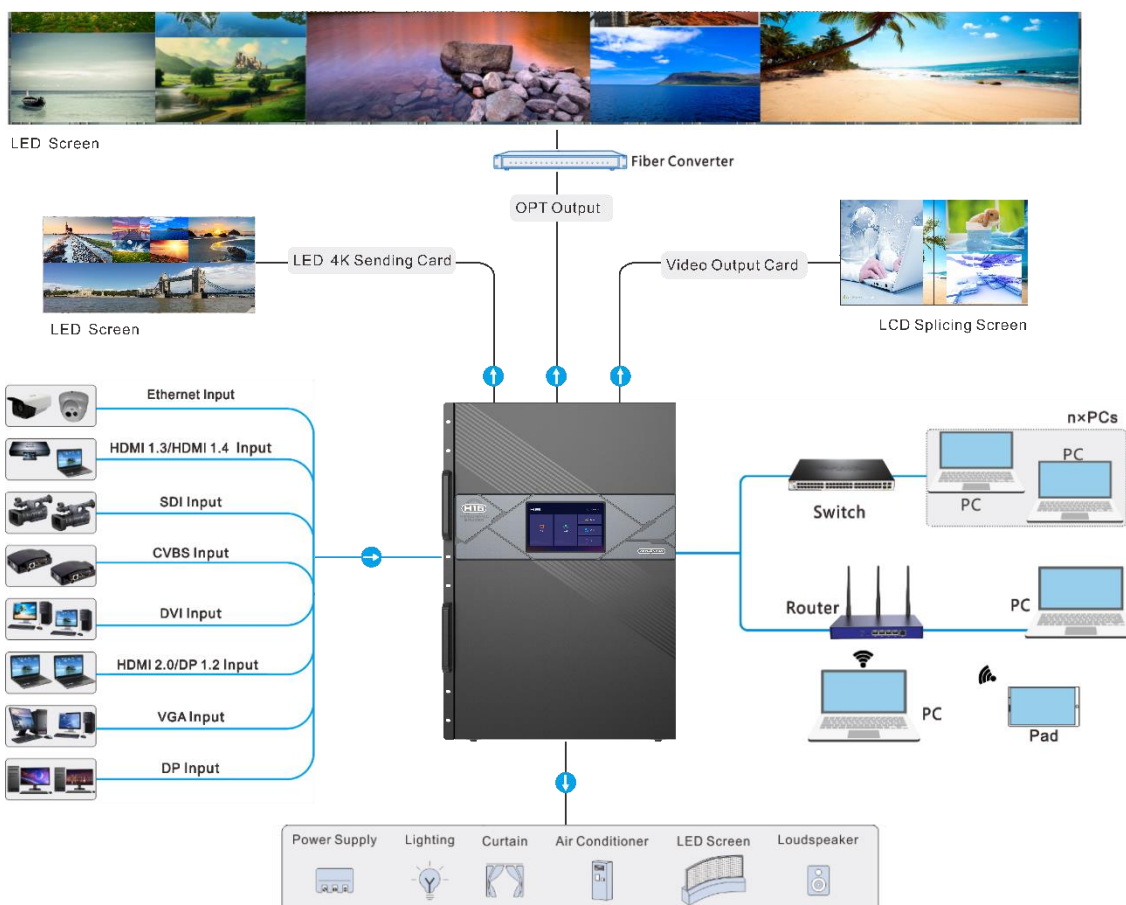 LED Screen
Fiber Converter
OPT Output
LED 4K Sending Card
Video Output Card
LED Screen
LCD Splicing Screen
Ethernet Input
HDMI 1.3/HDMI 1.4 Input
SDI Input
CVBS Input
DVI Input
HDMI 2.0/DP 1.2 Input
VGA Input
DP Input
H15
n×PCs
PC
PC
Switch
Router
PC
PC
Pad
Power Supply
Lighting
Curtain
Air Conditioner
LED Screen
Loudspeaker